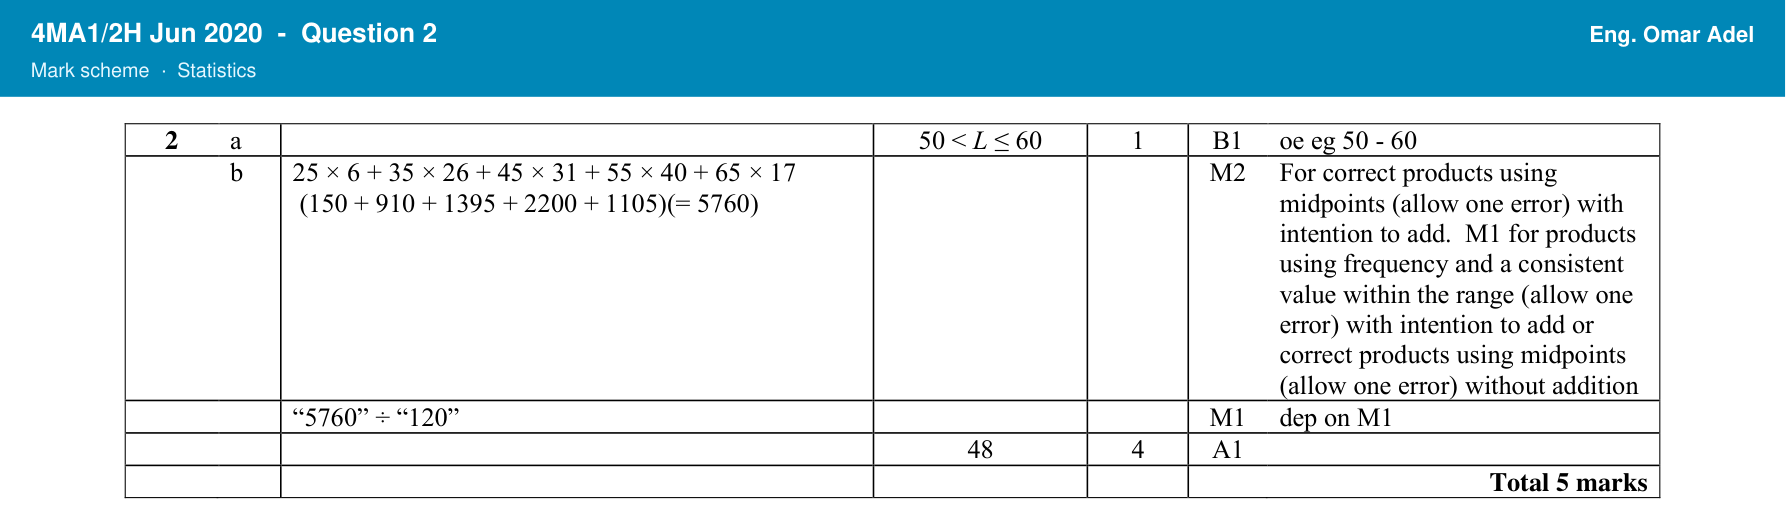 4MA1/2H Jun 2020 - Question 2
Eng. Omar Adel
Mark scheme · Statistics
2 a 50 < L ≤ 60 1 B1 oe eg 50 - 60
b 25 × 6 + 35 × 26 + 45 × 31 + 55 × 40 + 65 × 17 M2 For correct products using
(150 + 910 + 1395 + 2200 + 1105)(= 5760) midpoints (allow one error) with
intention to add. M1 for products
using frequency and a consistent
value within the range (allow one
error) with intention to add or
correct products using midpoints
(allow one error) without addition
“5760” ÷ “120” M1 dep on M1
48 4 A1
Total 5 marks